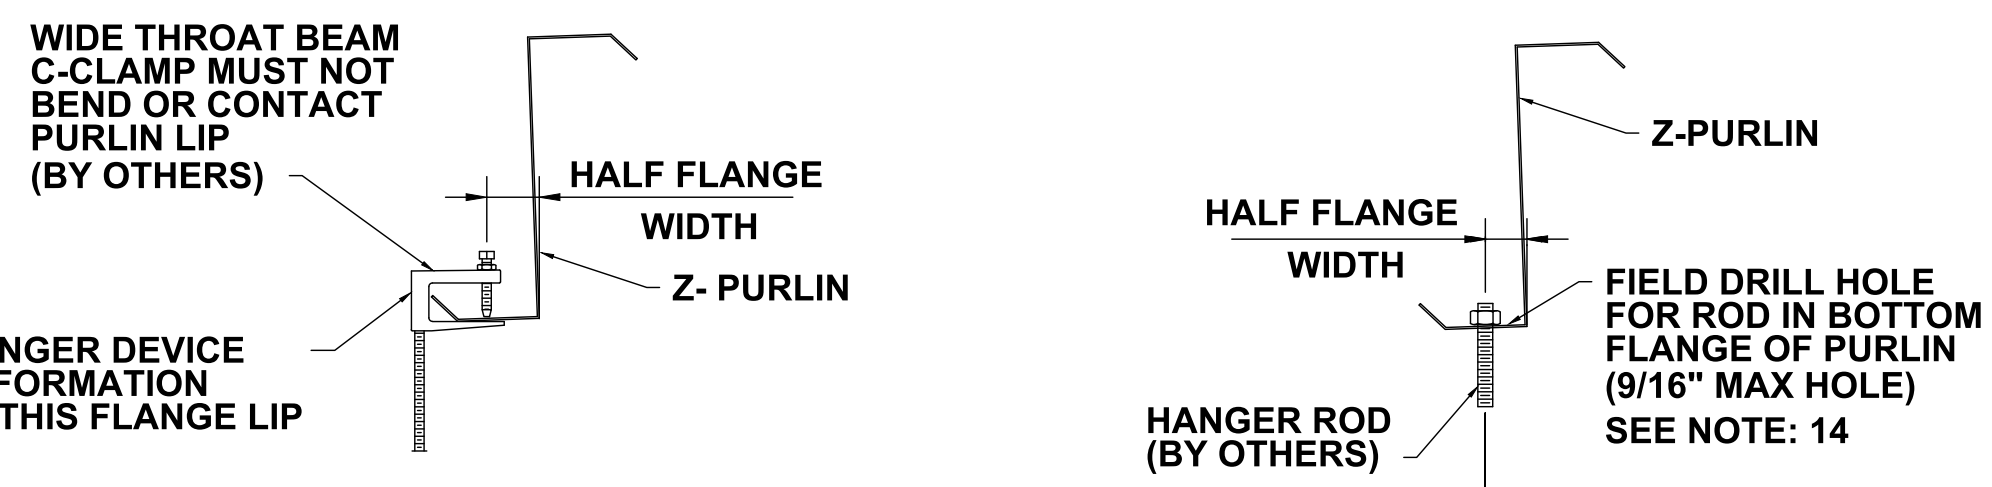 WIDE THROAT BEAM
C-CLAMP MUST NOT
BEND OR CONTACT
PURLIN LIP
(BY OTHERS)
HALF FLANGE
WIDTH
Z- PURLIN
NGER DEVICE
FORMATION
THIS FLANGE LIP
Z-PURLIN
HALF FLANGE
WIDTH
FIELD DRILL HOLE
FOR ROD IN BOTTOM
FLANGE OF PURLIN
(9/16" MAX HOLE)
SEE NOTE: 14
HANGER ROD
(BY OTHERS)